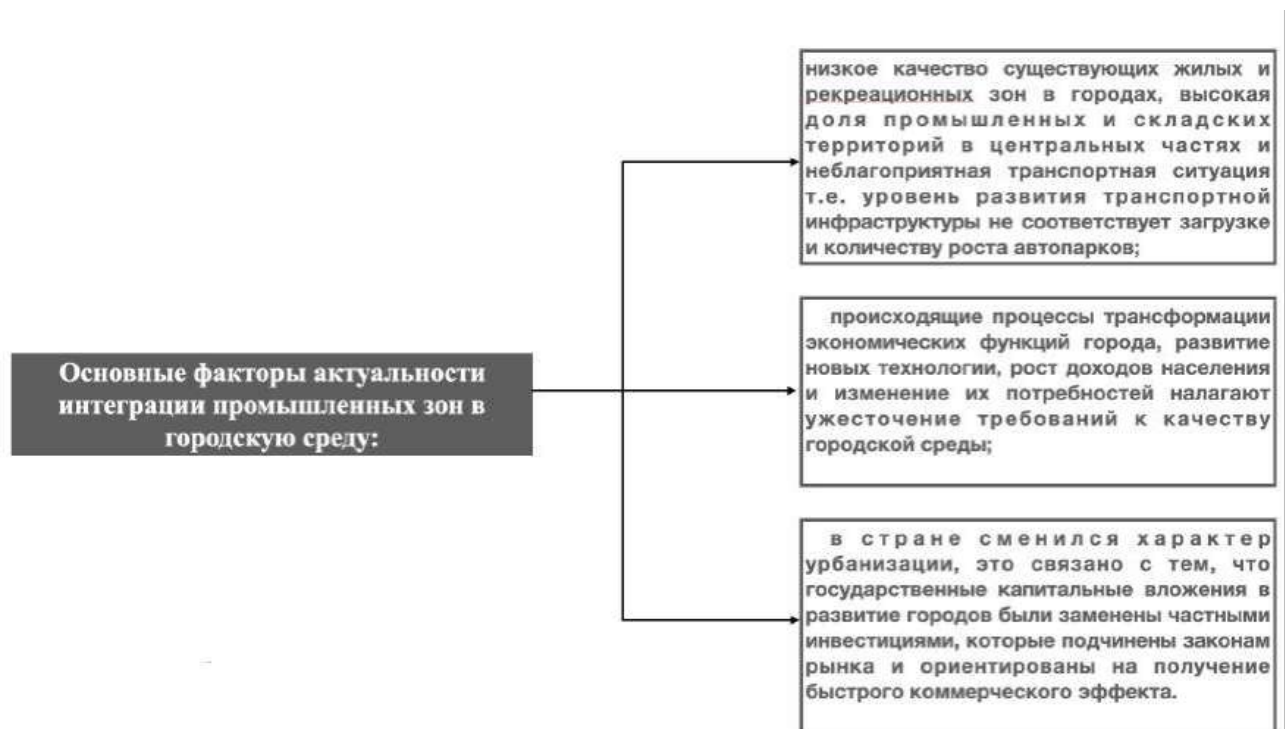 Основные факторы актуальности
интеграции промышленных зон в
городскую среду:
низкое качество существующих жилых и
рекреационных зон в городах, высокая
доля промышленных и складских
территорий в центральных частях и
неблагоприятная транспортная ситуация
т.е. уровень развития транспортной
инфраструктуры не соответствует загрузке
и количеству роста автопарков;
происходящие процессы трансформации
экономических функций города, развитие
новых технологии, рост доходов населения
и изменение их потребностей налагают
ужесточение требований к качеству
городской среды;
в стране сменился характер
урбанизации, это связано с тем, что
государственные капитальные вложения в
развитие городов были заменены частными
инвестициями, которые подчинены законам
рынка и ориентированы на получение
быстрого коммерческого эффекта.